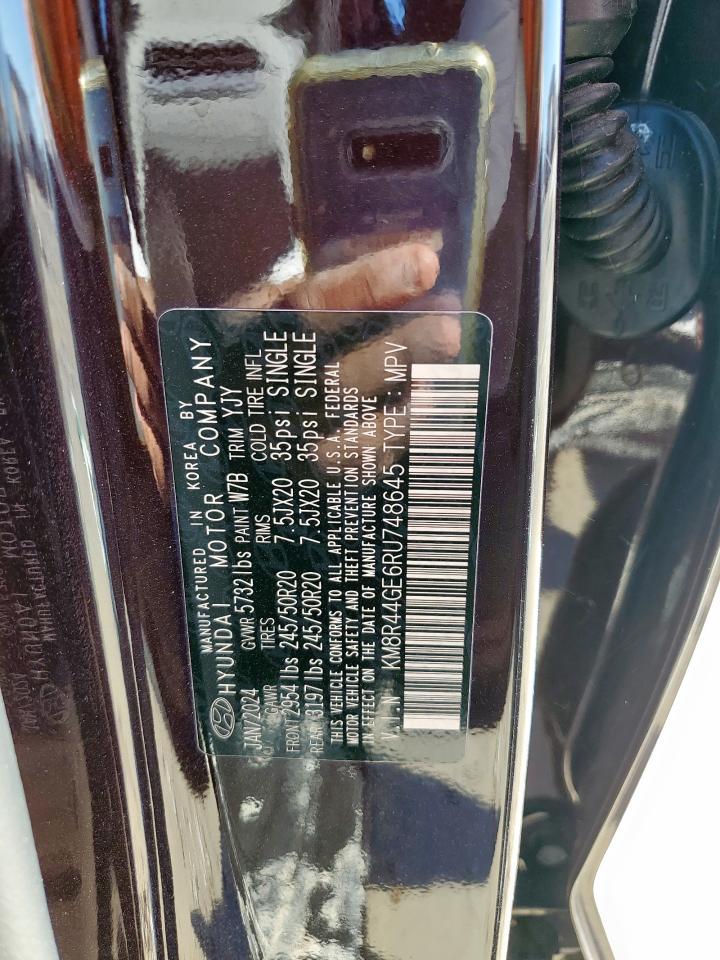 MANUFACTURED IN KOREA BY
HYUNDAI MOTOR COMPANY
JAN/2024 GVWR 5732 lbs PAINT W7B TRIM YJY
GAWR TIRES RIMS COLD TIRE INFL
FRONT 2954 lbs 245/50R20 7.5JX20 35psi SINGLE
REAR 3197 lbs 245/50R20 7.5JX20 35psi SINGLE
THIS VEHICLE CONFORMS TO ALL APPLICABLE U.S.A. FEDERAL
MOTOR VEHICLE SAFETY AND THEFT PREVENTION STANDARDS
IN EFFECT ON THE DATE OF MANUFACTURE SHOWN ABOVE
V.I.N KM8R44GE6RU748645 TYPE : MPV